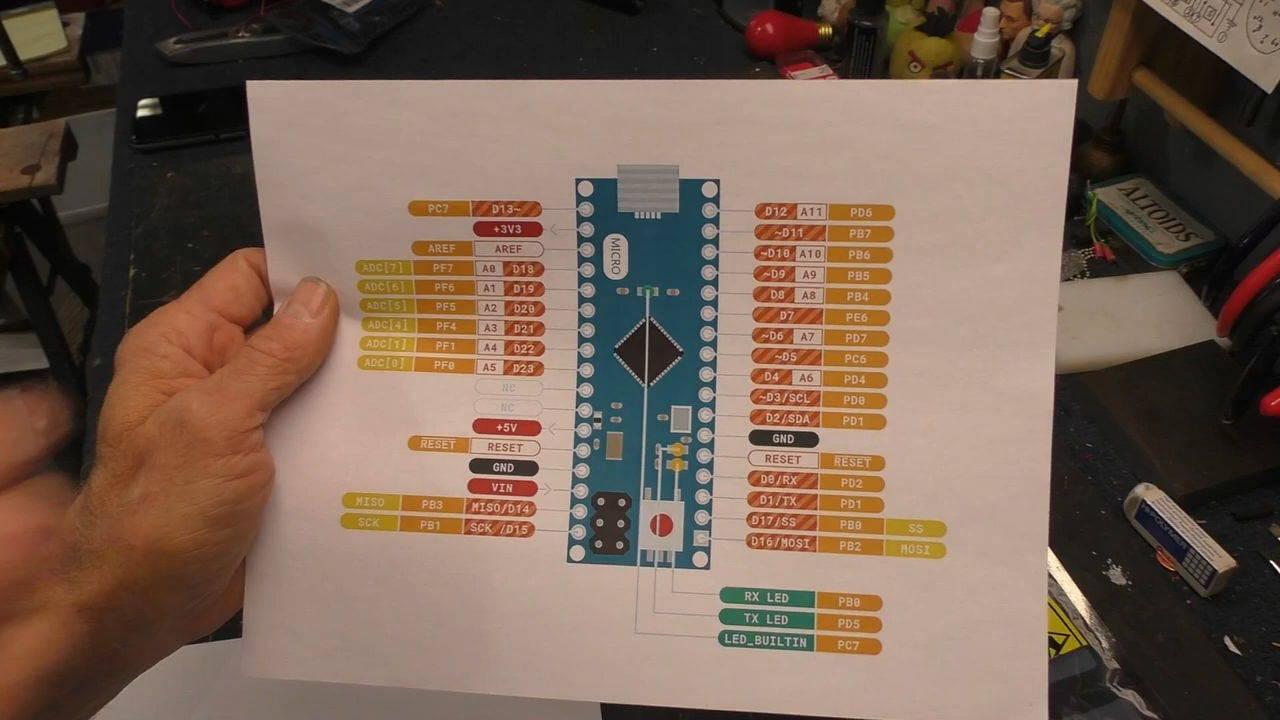 PC7 D13~
+3V3
AREF AREF
ADC[7] PF7 A0 D18
ADC[6] PF6 A1 D19
ADC[5] PF5 A2 D20
ADC[4] PF4 A3 D21
ADC[1] PF1 A4 D22
ADC[0] PF0 A5 D23
NC
NC
+5V
RESET RESET
GND
VIN
MISO PB3 MISO/D14
SCK PB1 SCK /D15
MICRO
D12 A11 PD6
~D11 PB7
~D10 A10 PB6
~D9 A9 PB5
D8 A8 PB4
D7 PE6
~D6 A7 PD7
~D5 PC6
D4 A6 PD4
~D3/SCL PD0
D2/SDA PD1
GND
RESET RESET
D0/RX PD2
D1/TX PD1
D17/SS PB0 SS
D16/MOSI PB2 MOSI
RX LED PB0
TX LED PD5
LED_BUILTIN PC7
ALTOIDS